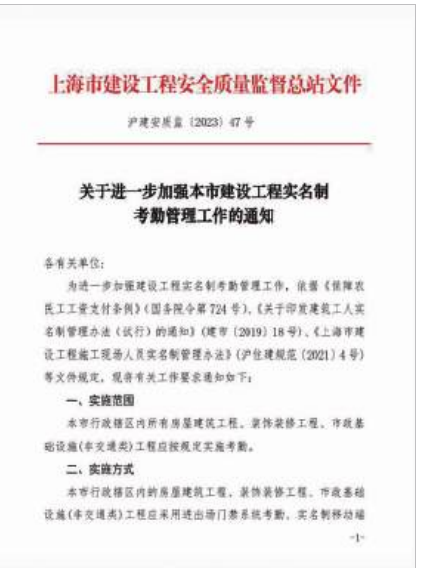 上海市建设工程安全质量监督总站文件
沪建安质监〔2023〕47号
关于进一步加强本市建设工程实名制
考勤管理工作的通知
各有关单位：
为进一步加强建设工程实名制考勤管理工作，依据《保障农
民工工资支付条例》（国务院令第724号）、《关于印发建筑工人实
名制管理办法（试行）的通知》（建市〔2019〕18号）、《上海市建
设工程施工现场人员实名制管理办法》（沪住建规范〔2021〕4号）
等文件规定，现将有关工作要求通知如下：
一、实施范围
本市行政辖区内所有房屋建筑工程、装饰装修工程、市政基
础设施（非交通类）工程应按规定实施考勤。
二、实施方式
本市行政辖区内的房屋建筑工程、装饰装修工程、市政基础
设施（非交通类）工程应采用进出场门禁系统考勤、实名制移动端
-1-